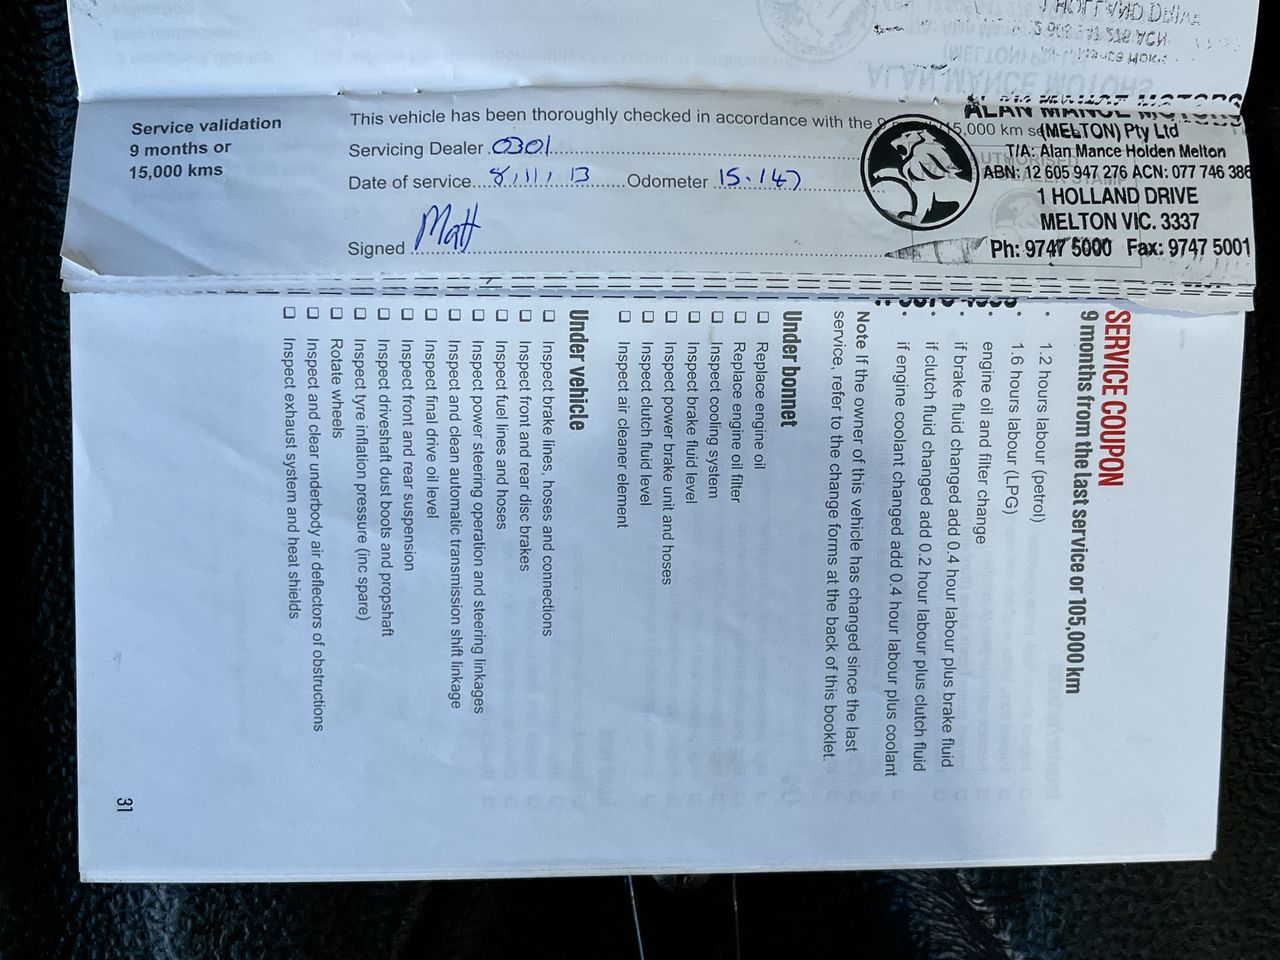 Service validation
9 months or
15,000 kms
This vehicle has been thoroughly checked in accordance with the 9
15,000 km
Servicing Dealer 0301
Date of service 8/11/13 Odometer 15.147
Signed Matt
ALAN MANCE MOTORS
(MELTON) Pty Ltd
T/A: Alan Mance Holden Melton
ABN: 12 605 947 276 ACN: 077 746 386
1 HOLLAND DRIVE
MELTON VIC. 3337
Ph: 9747 5000 Fax: 9747 5001
SERVICE COUPON
9 months from the last service or 105,000 km
• 1.2 hours labour (petrol)
• 1.6 hours labour (LPG)
engine oil and filter change
• if brake fluid changed add 0.4 hour labour plus brake fluid
• if clutch fluid changed add 0.2 hour labour plus clutch fluid
• if engine coolant changed add 0.4 hour labour plus coolant
Note If the owner of this vehicle has changed since the last
service, refer to the change forms at the back of this booklet.
Under bonnet
☐ Replace engine oil
☐ Replace engine oil filter
☐ Inspect cooling system
☐ Inspect brake fluid level
☐ Inspect power brake unit and hoses
☐ Inspect clutch fluid level
☐ Inspect air cleaner element
Under vehicle
☐ Inspect brake lines, hoses and connections
☐ Inspect front and rear disc brakes
☐ Inspect fuel lines and hoses
☐ Inspect power steering operation and steering linkages
☐ Inspect and clean automatic transmission shift linkage
☐ Inspect final drive oil level
☐ Inspect front and rear suspension
☐ Inspect driveshaft dust boots and propshaft
☐ Inspect tyre inflation pressure (inc spare)
☐ Rotate wheels
☐ Inspect and clear underbody air deflectors of obstructions
☐ Inspect exhaust system and heat shields
31